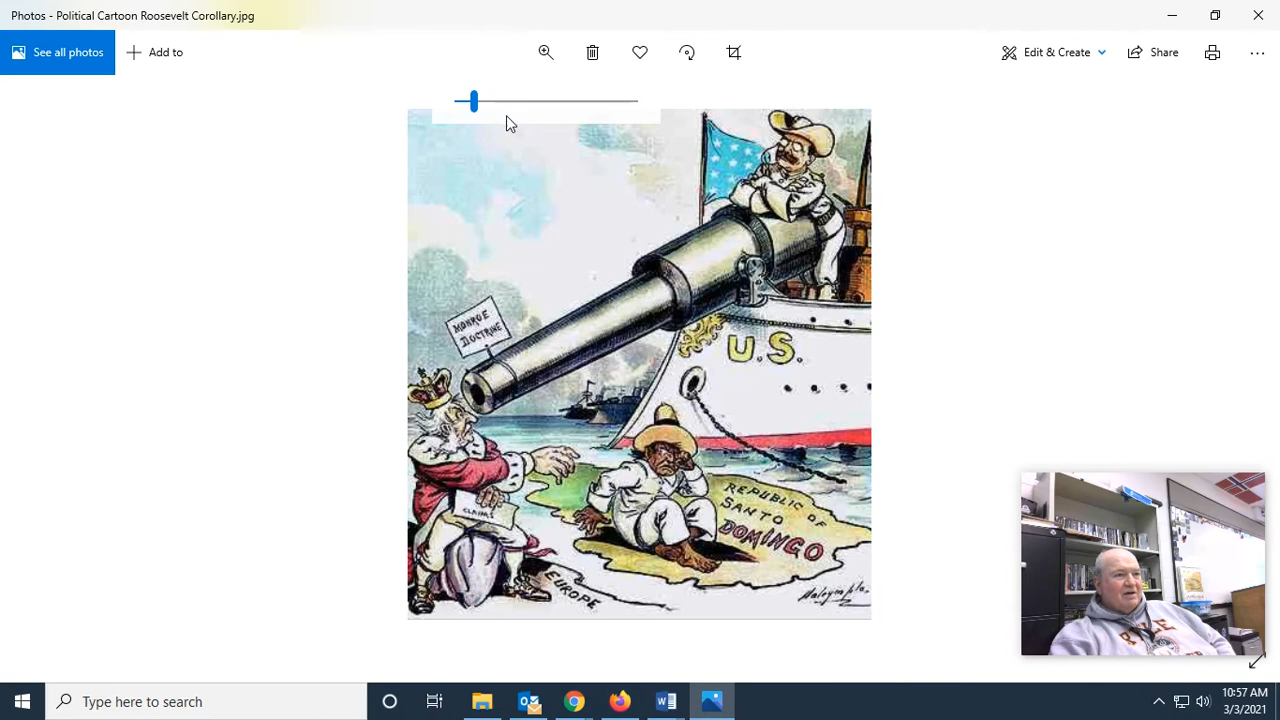 Photos - Political Cartoon Roosevelt Corollary.jpg
See all photos
Add to
Edit & Create
Share
MONROE
DOCTRINE
U.S.
CLAIMS
REPUBLIC OF
SANTO
DOMINGO
EUROPE
Type here to search
10:57 AM
3/3/2021